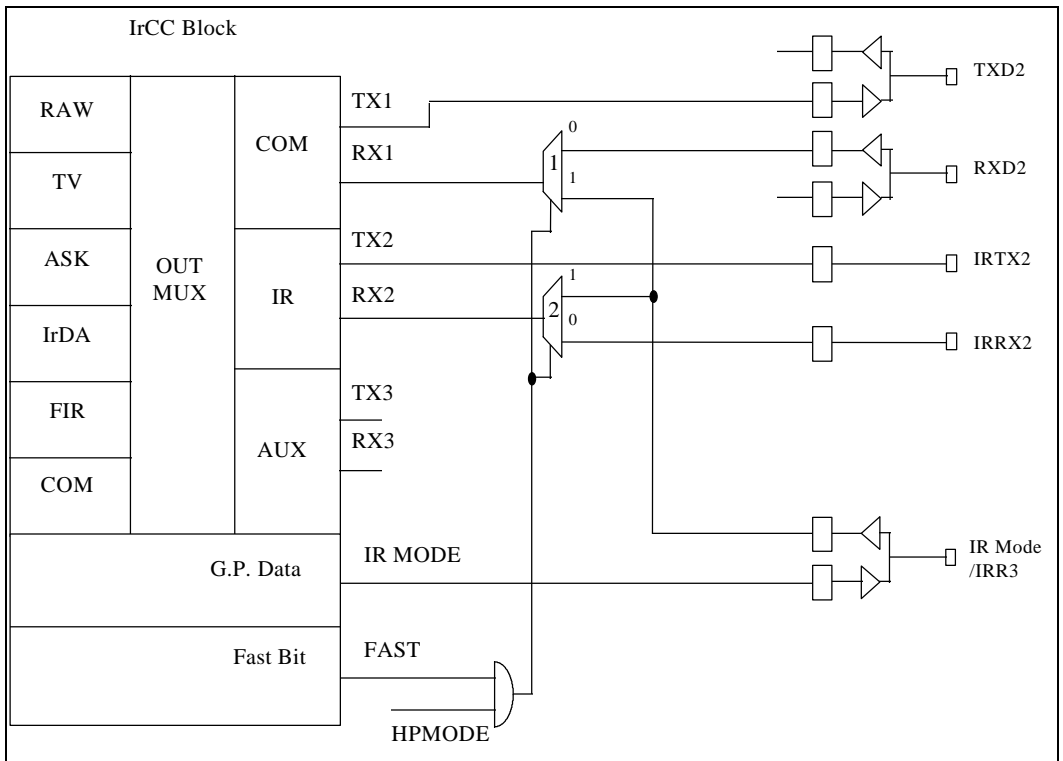 IrCC Block
RAW
TV
ASK
IrDA
FIR
COM
OUT
MUX
COM
IR
AUX
G.P. Data
Fast Bit
TX1
RX1
TX2
RX2
TX3
RX3
IR MODE
FAST
HPMODE
0
1
1
1
2
0
TXD2
RXD2
IRTX2
IRRX2
IR Mode
/IRR3